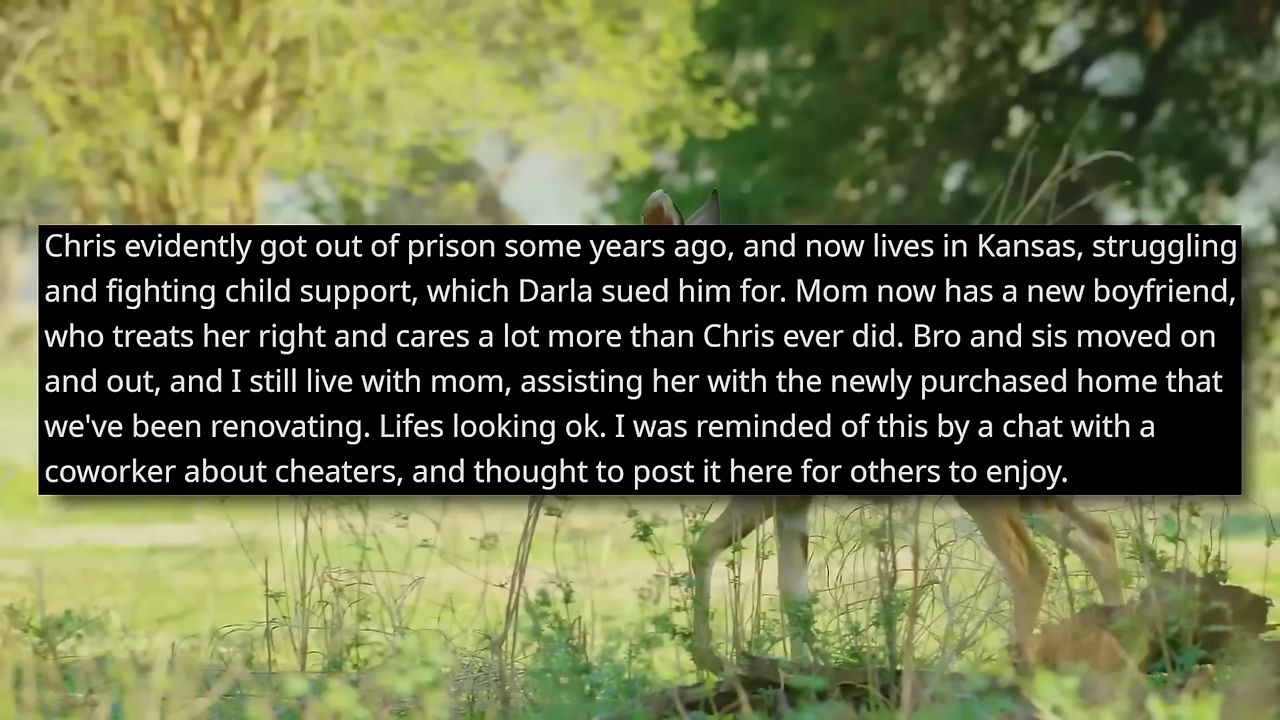 Chris evidently got out of prison some years ago, and now lives in Kansas, struggling
and fighting child support, which Darla sued him for. Mom now has a new boyfriend,
who treats her right and cares a lot more than Chris ever did. Bro and sis moved on
and out, and I still live with mom, assisting her with the newly purchased home that
we've been renovating. Lifes looking ok. I was reminded of this by a chat with a
coworker about cheaters, and thought to post it here for others to enjoy.